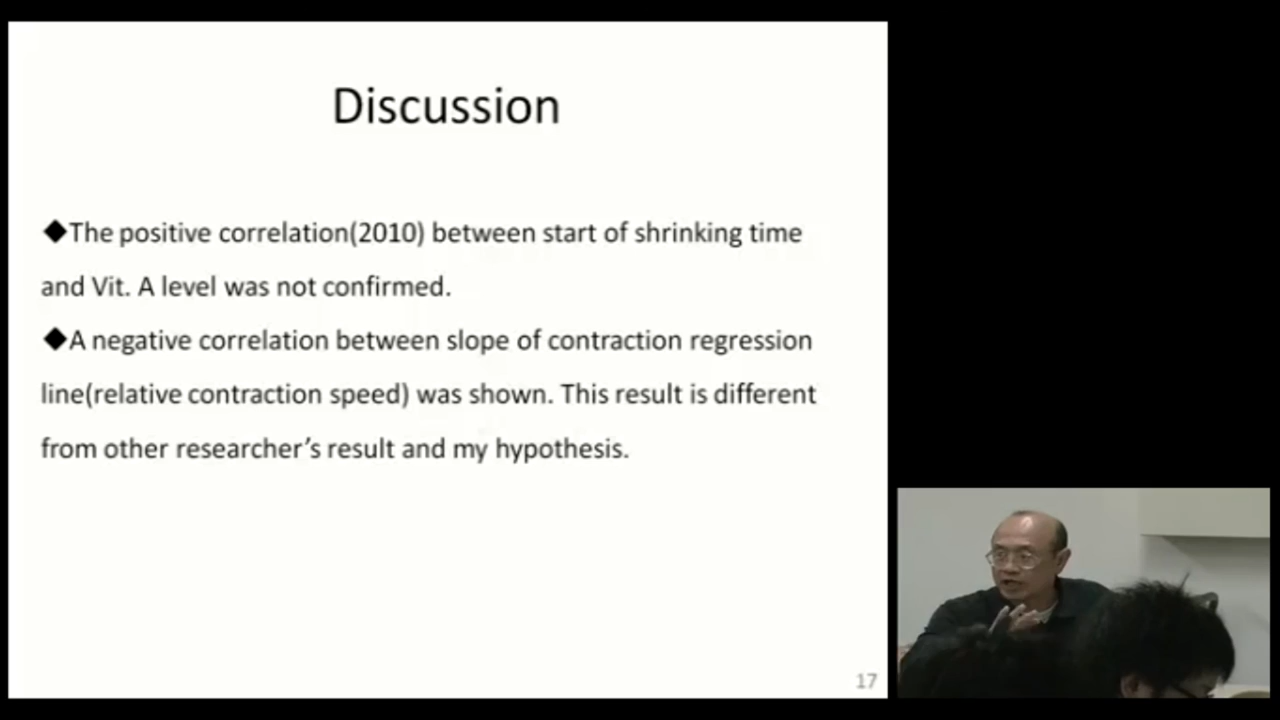 Discussion
◆The positive correlation(2010) between start of shrinking time
and Vit. A level was not confirmed.
◆A negative correlation between slope of contraction regression
line(relative contraction speed) was shown. This result is different
from other researcher’s result and my hypothesis.
17